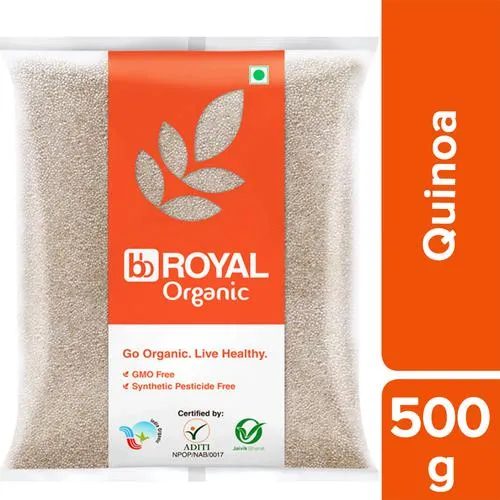 bb ROYAL
Organic
Go Organic. Live Healthy.
GMO Free
Synthetic Pesticide Free
Certified by:
ADITI
NPOP/NAB/0017
Jaivik Bharat
Quinoa
500
g